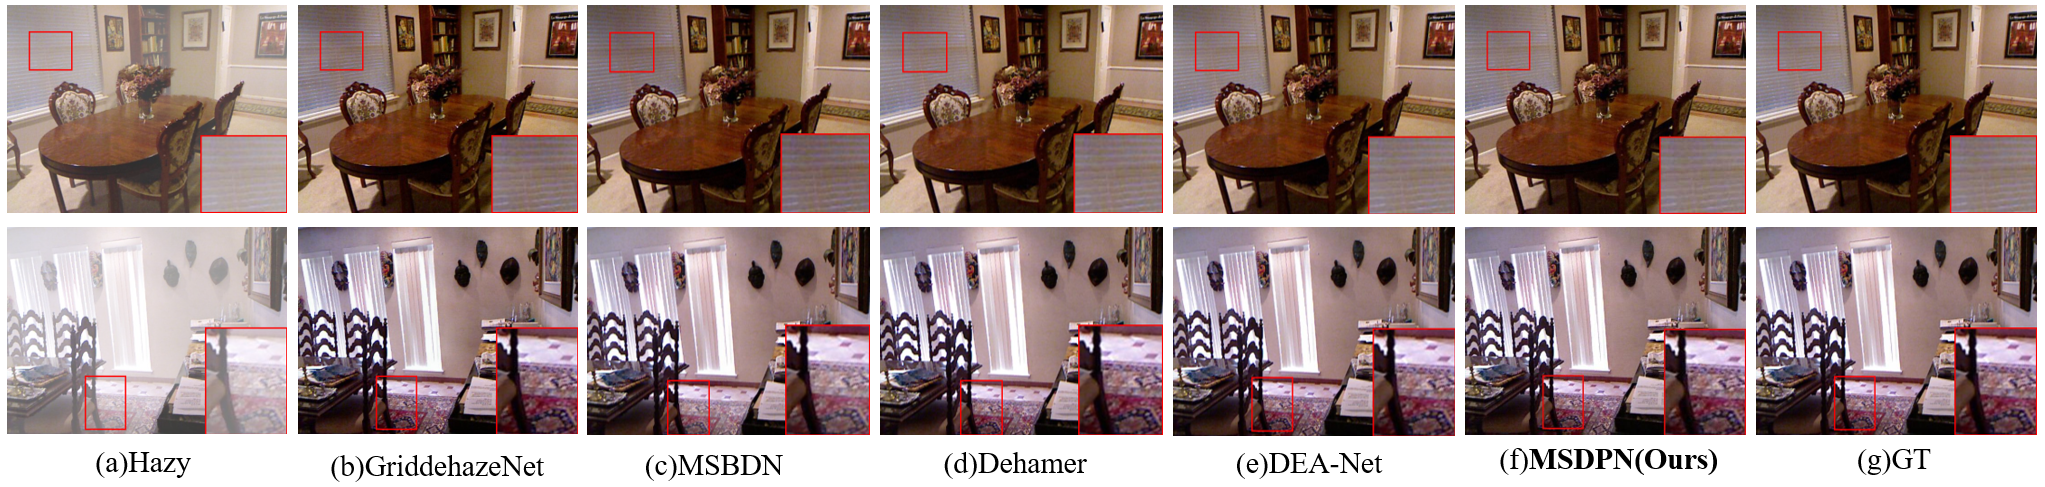 (a)Hazy
(b)GriddehazeNet
(c)MSBDN
(d)Dehamer
(e)DEA-Net
(f)MSDPN(Ours)
(g)GT